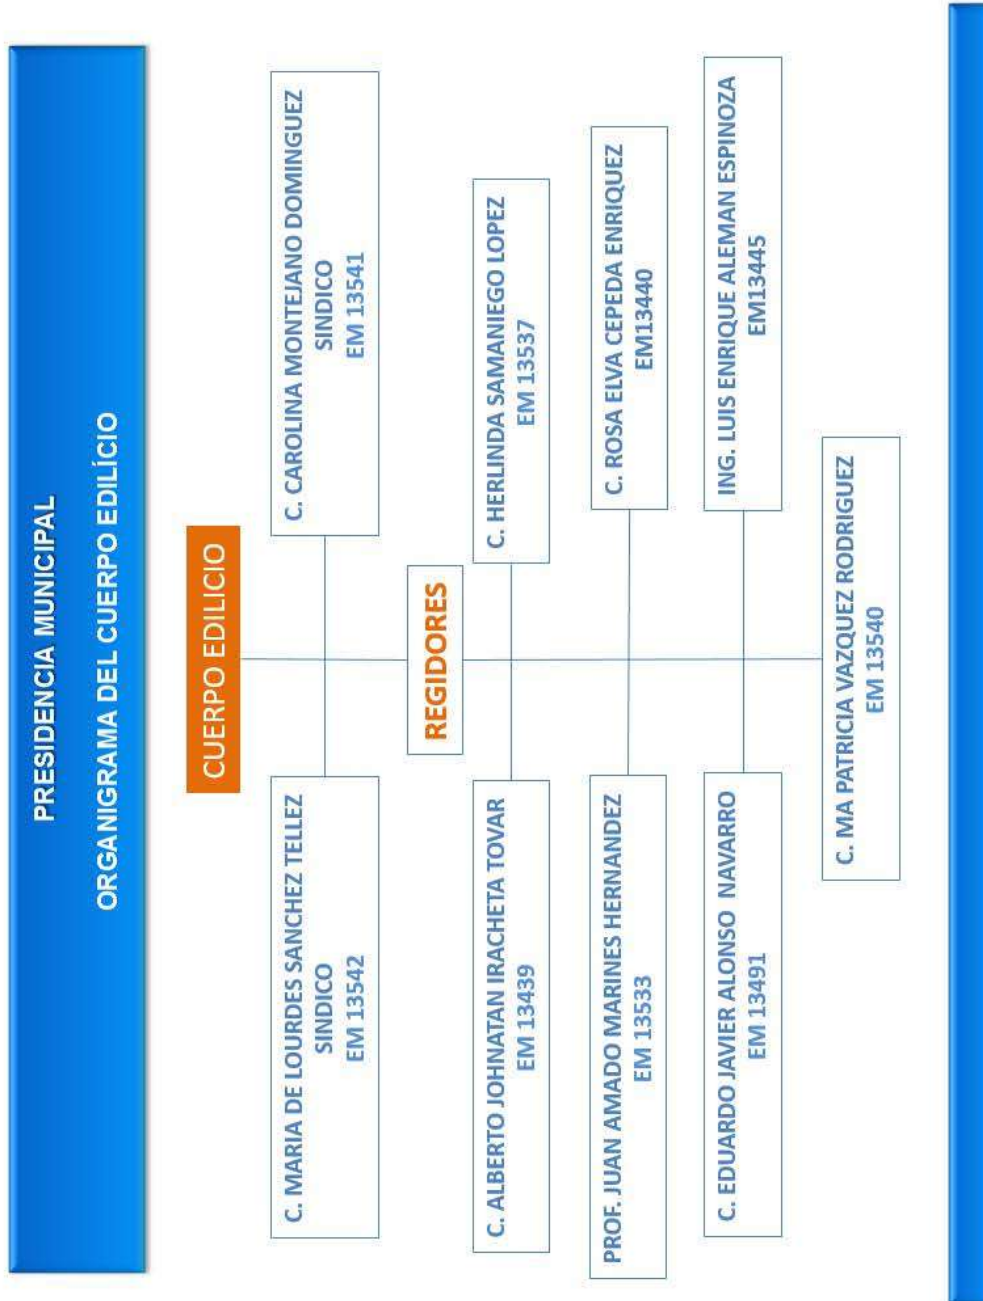 PRESIDENCIA MUNICIPAL
ORGANIGRAMA DEL CUERPO EDILÍCIO
CUERPO EDILICIO
C. MARIA DE LOURDES SANCHEZ TELLEZ
SINDICO
EM 13542
C. CAROLINA MONTEJANO DOMINGUEZ
SINDICO
EM 13541
REGIDORES
C. ALBERTO JOHNATAN IRACHETA TOVAR
EM 13439
C. HERLINDA SAMANIEGO LOPEZ
EM 13537
PROF. JUAN AMADO MARINES HERNANDEZ
EM 13533
C. ROSA ELVA CEPEDA ENRIQUEZ
EM13440
C. EDUARDO JAVIER ALONSO NAVARRO
EM 13491
ING. LUIS ENRIQUE ALEMAN ESPINOZA
EM13445
C. MA PATRICIA VAZQUEZ RODRIGUEZ
EM 13540